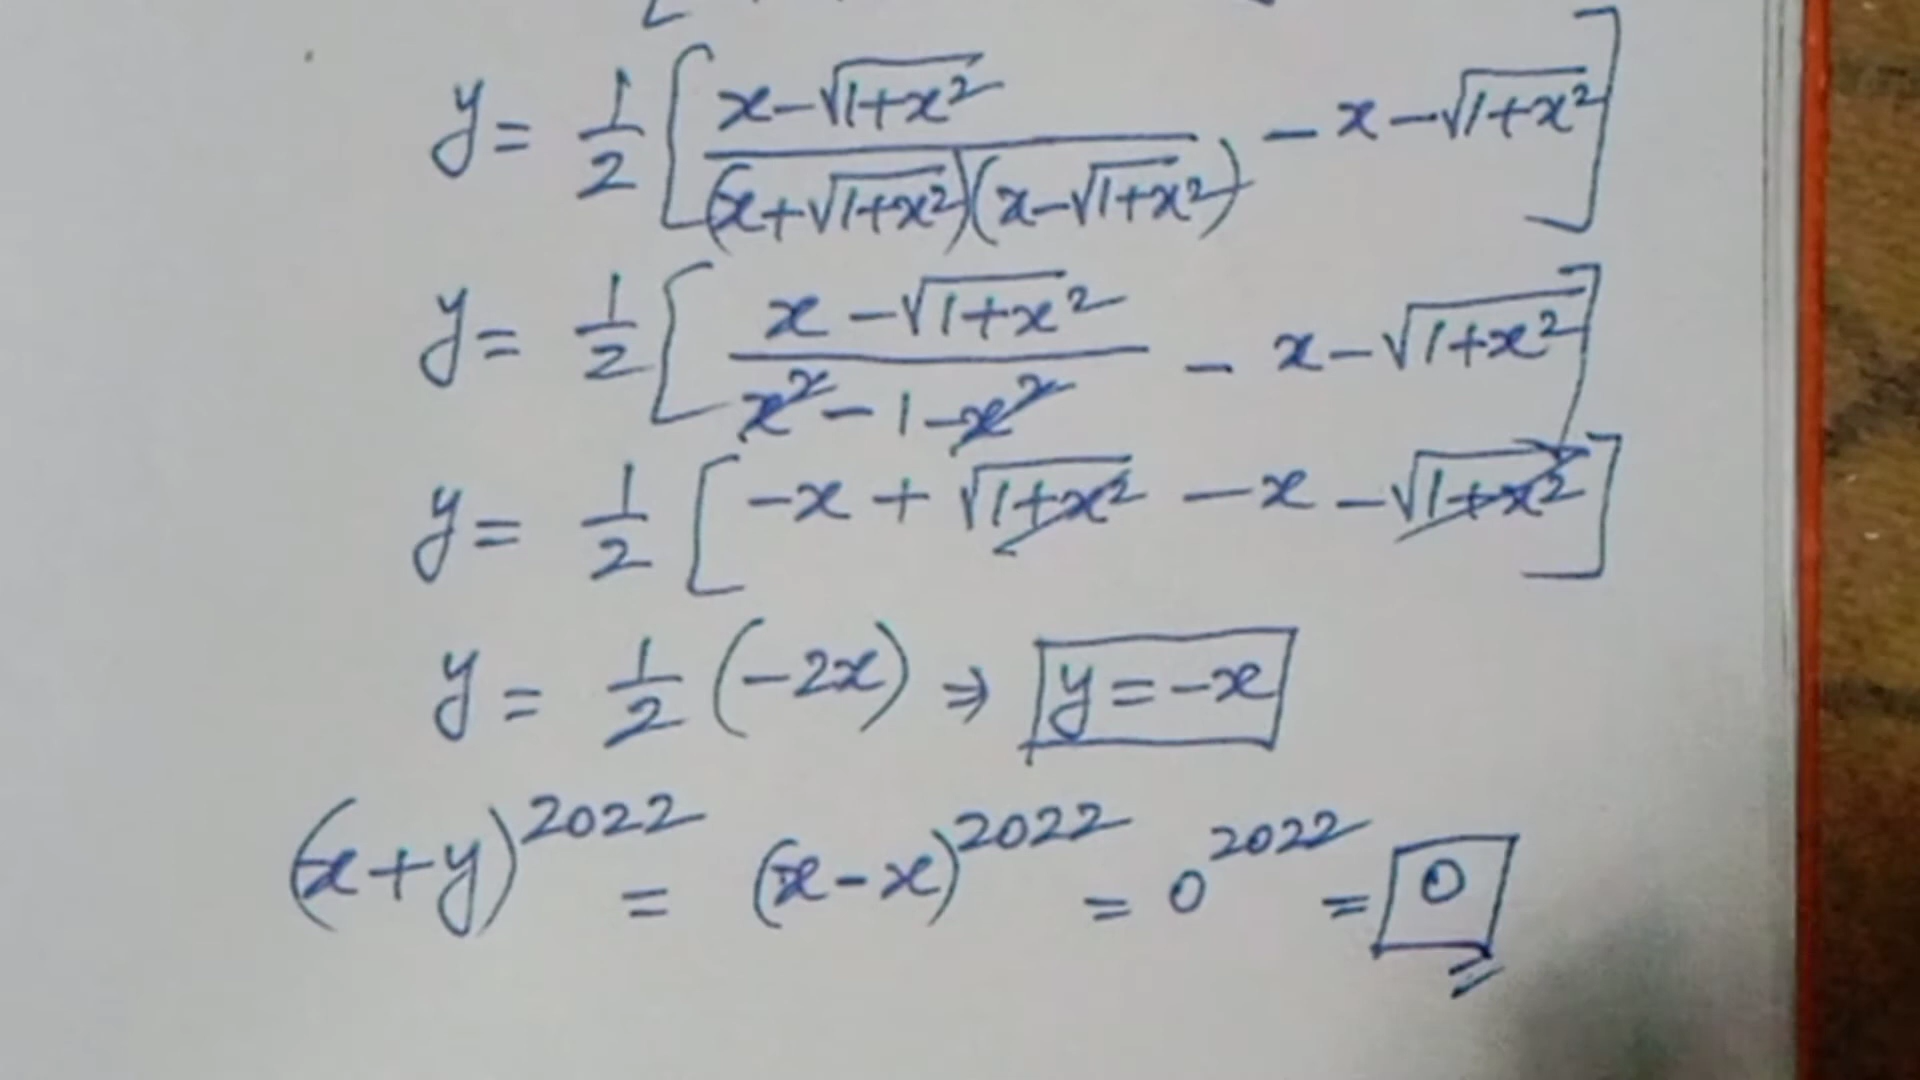 y = 1/2 [ (x-√(1+x²)) / ((x+√(1+x²))(x-√(1+x²))) - x - √(1+x²) ]
y = 1/2 [ (x-√(1+x²)) / (x² - 1 - x²) - x - √(1+x²) ]
y = 1/2 [ -x + √(1+x²) - x - √(1+x²) ]
y = 1/2 (-2x) ⇒ y = -x
(x+y)^2022 = (x-x)^2022 = 0^2022 = 0